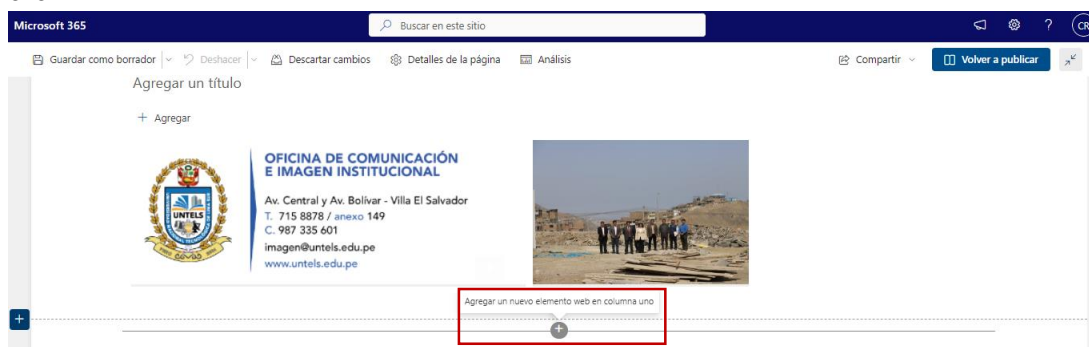 Microsoft 365
Buscar en este sitio
?
CR
Guardar como borrador
Deshacer
Descartar cambios
Detalles de la página
Análisis
Compartir
Volver a publicar
Agregar un título
+ Agregar
UNTELS
OFICINA DE COMUNICACIÓN
E IMAGEN INSTITUCIONAL
Av. Central y Av. Bolívar - Villa El Salvador
T. 715 8878 / anexo 149
C. 987 335 601
imagen@untels.edu.pe
www.untels.edu.pe
Agregar un nuevo elemento web en columna uno